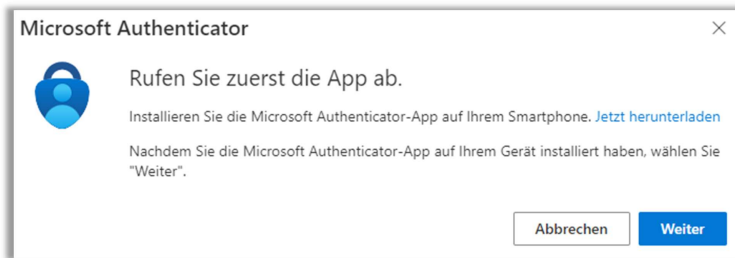 Microsoft Authenticator
Rufen Sie zuerst die App ab.
Installieren Sie die Microsoft Authenticator-App auf Ihrem Smartphone. Jetzt herunterladen
Nachdem Sie die Microsoft Authenticator-App auf Ihrem Gerät installiert haben, wählen Sie
"Weiter".
Abbrechen Weiter